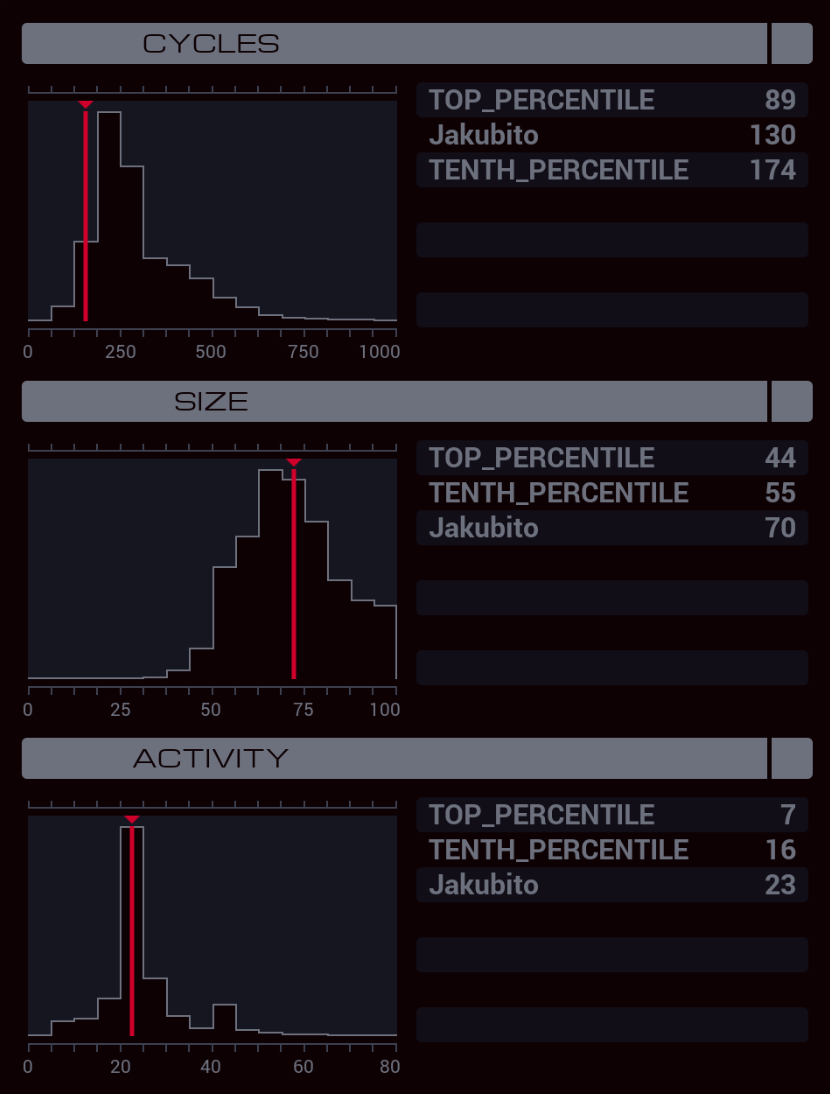 CYCLES
TOP_PERCENTILE 89
Jakubito 130
TENTH_PERCENTILE 174
0 250 500 750 1000
SIZE
TOP_PERCENTILE 44
TENTH_PERCENTILE 55
Jakubito 70
0 25 50 75 100
ACTIVITY
TOP_PERCENTILE 7
TENTH_PERCENTILE 16
Jakubito 23
0 20 40 60 80